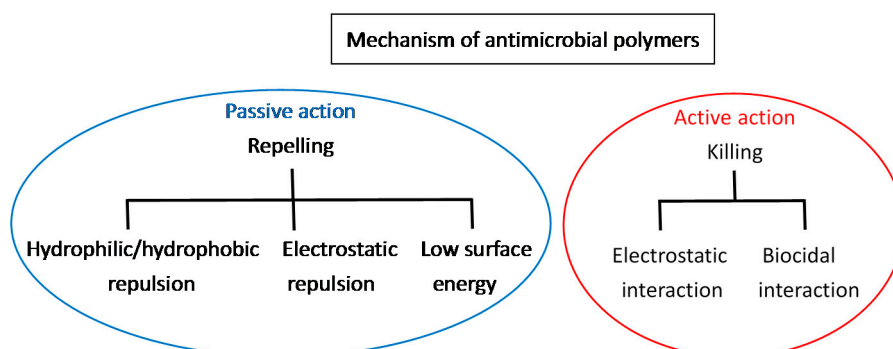 Mechanism of antimicrobial polymers
Passive action
Repelling
Hydrophilic/hydrophobic
repulsion
Electrostatic
repulsion
Low surface
energy
Active action
Killing
Electrostatic
interaction
Biocidal
interaction